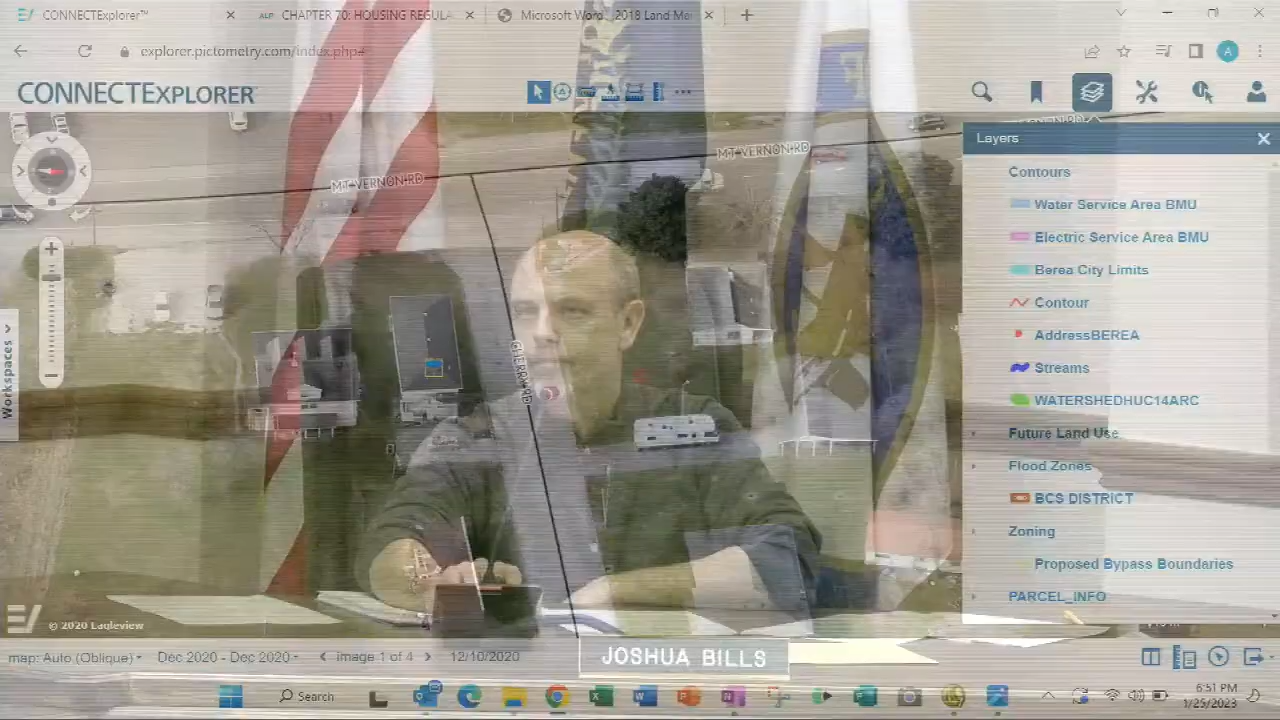 CONNECTExplorer™
ALP CHAPTER 70: HOUSING REGULA
Microsoft Word - 2018 Land Ma
explorer.pictometry.com/index.php#
A
CONNECTEXPLORER™
Layers
Contours
Water Service Area BMU
Electric Service Area BMU
Berea City Limits
Contour
AddressBEREA
Streams
WATERSHEDHUC14ARC
Future Land Use
Flood Zones
BCS DISTRICT
Zoning
Proposed Bypass Boundaries
PARCEL_INFO
MT VERNON RD
MT VERNON RD
CHERRY RD
Workspaces
© 2020 Eagleview
map: Auto (Oblique)
Dec 2020 - Dec 2020
image 1 of 4
12/10/2020
JOSHUA BILLS
Search
6:51 PM
1/25/2023